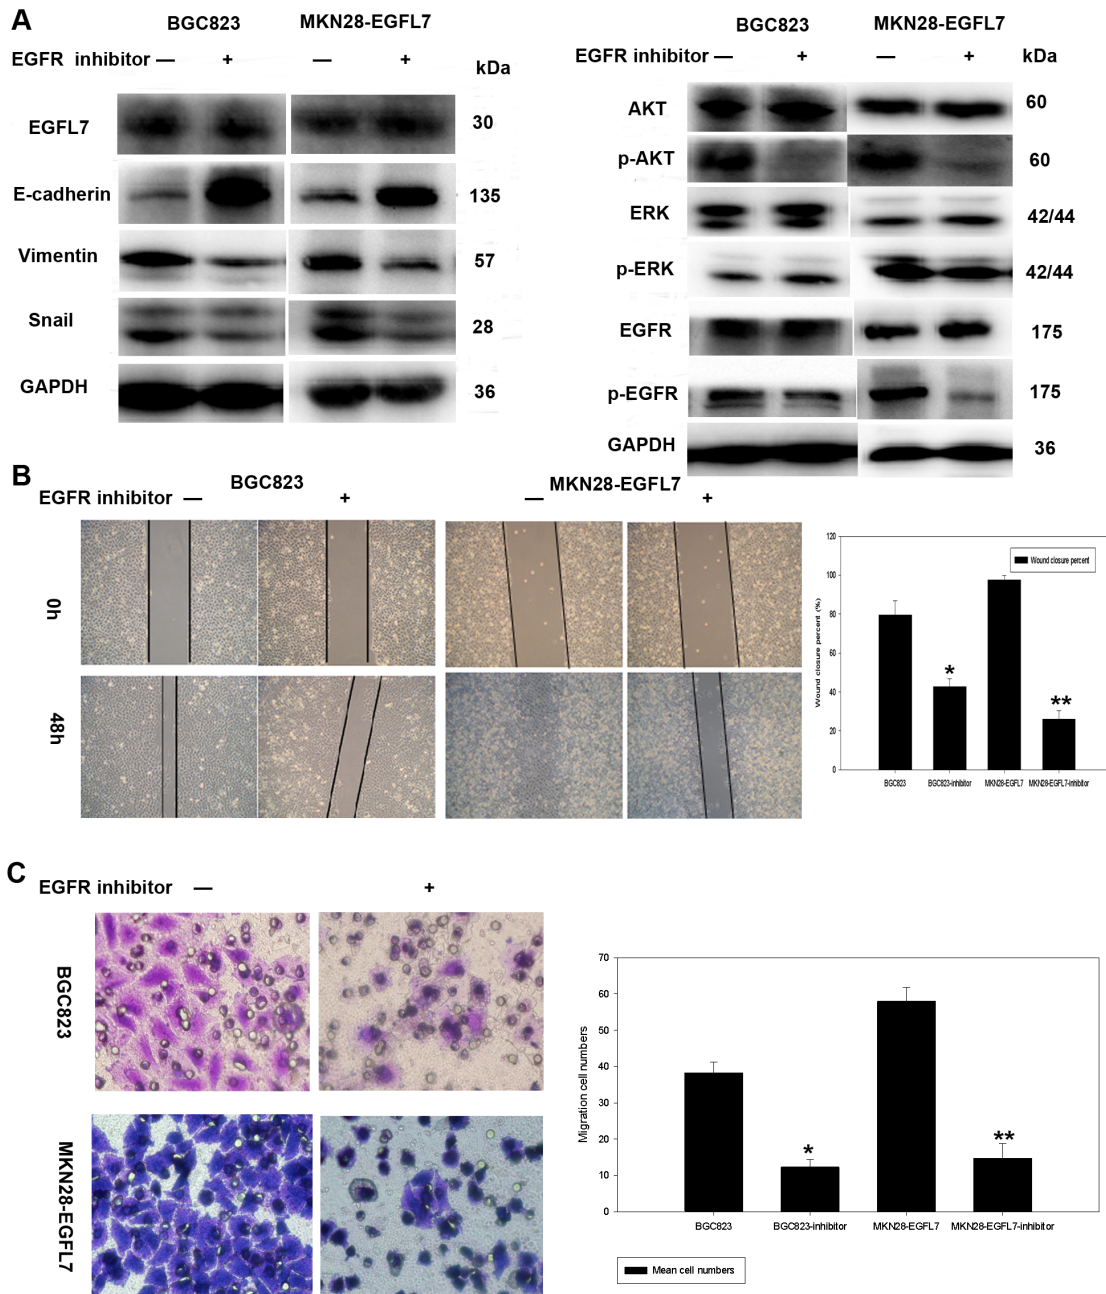 A
BGC823 MKN28-EGFL7
EGFR inhibitor — + — + kDa
EGFL7 30
E-cadherin 135
Vimentin 57
Snail 28
GAPDH 36
BGC823 MKN28-EGFL7
EGFR inhibitor — + — + kDa
AKT 60
p-AKT 60
ERK 42/44
p-ERK 42/44
EGFR 175
p-EGFR 175
GAPDH 36
B
BGC823 MKN28-EGFL7
EGFR inhibitor — + — +
0h
48h
Wound closure percent (%)
120
100
80
60
40
20
0
Wound closure percent
*
**
BGC823 BGC823-inhibitor MKN28-EGFL7 MKN28-EGFL7-inhibitor
C
EGFR inhibitor — +
BGC823
MKN28-EGFL7
Migration cell numbers
70
60
50
40
30
20
10
0
*
**
BGC823 BGC823-inhibitor MKN28-EGFL7 MKN28-EGFL7-inhibitor
Mean cell numbers